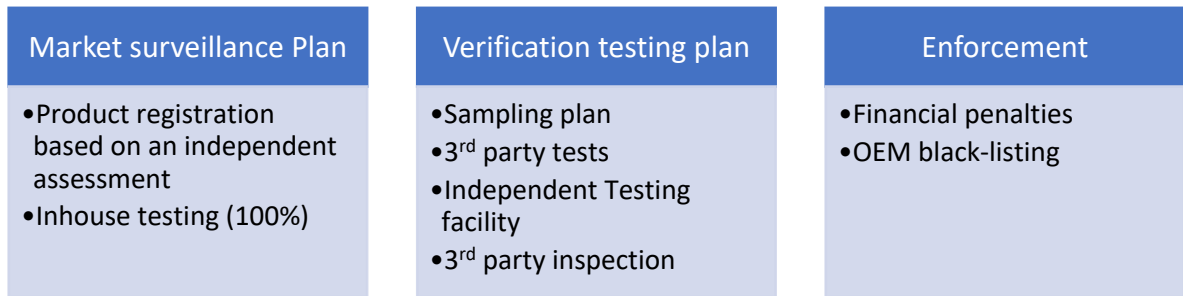 Market surveillance Plan
•Product registration
based on an independent
assessment
•Inhouse testing (100%)
Verification testing plan
•Sampling plan
•3rd party tests
•Independent Testing
facility
•3rd party inspection
Enforcement
•Financial penalties
•OEM black-listing